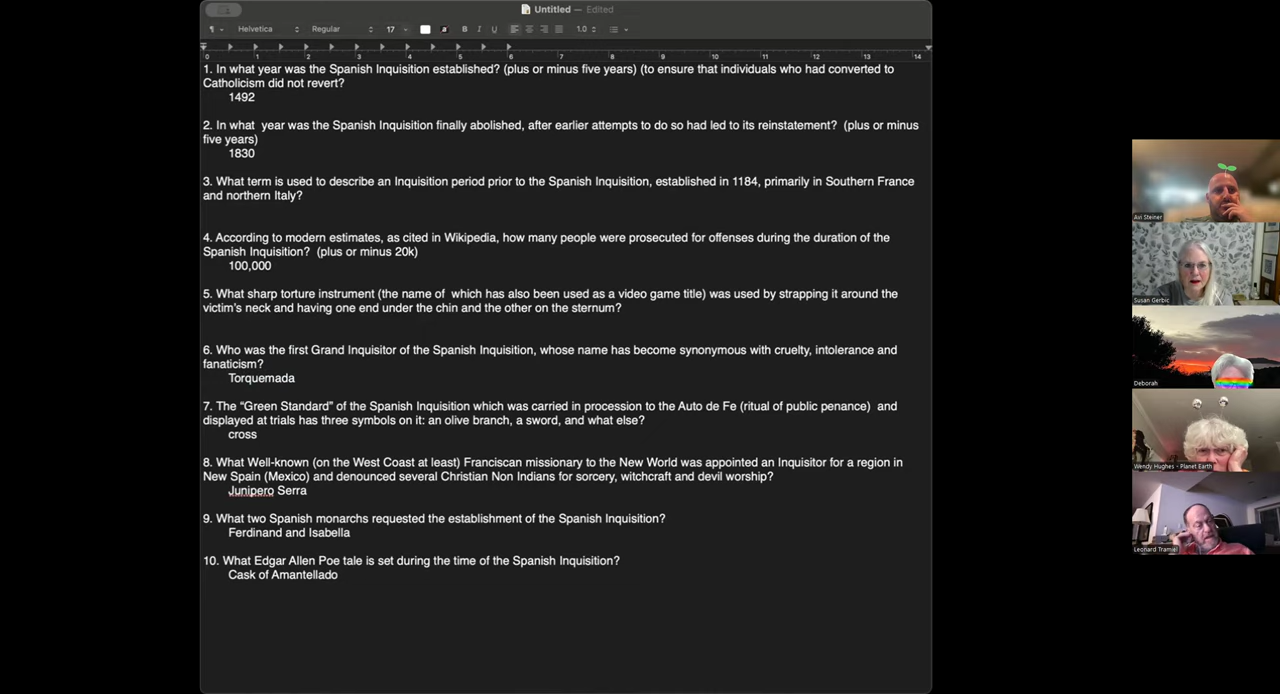 Untitled — Edited
¶ Helvetica Regular 17 a B I U 1.0
0 1 2 3 4 5 6 7 8 9 10 11 12 13 14
1. In what year was the Spanish Inquisition established? (plus or minus five years) (to ensure that individuals who had converted to
Catholicism did not revert?
1492
2. In what  year was the Spanish Inquisition finally abolished, after earlier attempts to do so had led to its reinstatement?  (plus or minus
five years)
1830
3. What term is used to describe an Inquisition period prior to the Spanish Inquisition, established in 1184, primarily in Southern France
and northern Italy?
4. According to modern estimates, as cited in Wikipedia, how many people were prosecuted for offenses during the duration of the
Spanish Inquisition?  (plus or minus 20k)
100,000
5. What sharp torture instrument (the name of  which has also been used as a video game title) was used by strapping it around the
victim's neck and having one end under the chin and the other on the sternum?
6. Who was the first Grand Inquisitor of the Spanish Inquisition, whose name has become synonymous with cruelty, intolerance and
fanaticism?
Torquemada
7. The “Green Standard” of the Spanish Inquisition which was carried in procession to the Auto de Fe (ritual of public penance)  and
displayed at trials has three symbols on it: an olive branch, a sword, and what else?
cross
8. What Well-known (on the West Coast at least) Franciscan missionary to the New World was appointed an Inquisitor for a region in
New Spain (Mexico) and denounced several Christian Non Indians for sorcery, witchcraft and devil worship?
Junipero Serra
9. What two Spanish monarchs requested the establishment of the Spanish Inquisition?
Ferdinand and Isabella
10. What Edgar Allen Poe tale is set during the time of the Spanish Inquisition?
Cask of Amantellado
Avi Steiner
Susan Gerbic
Deborah
Wendy Hughes - Planet Earth
Leonard Tramiel